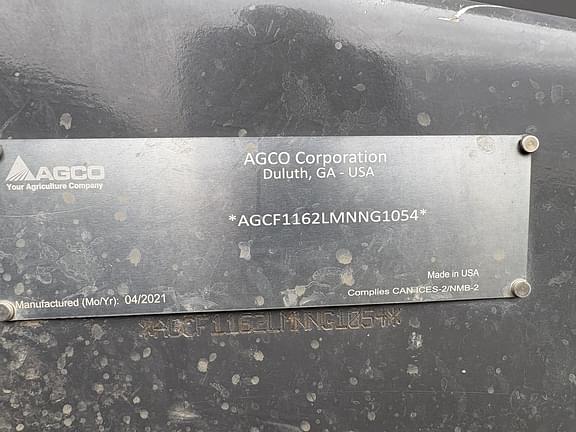 AGCO
Your Agriculture Company
AGCO Corporation
Duluth, GA - USA
*AGCF1162LMNNG1054*
Made in USA
Manufactured (Mo/Yr): 04/2021
Complies CAN ICES-2/NMB-2
*AGCF1162LMNNG1054*